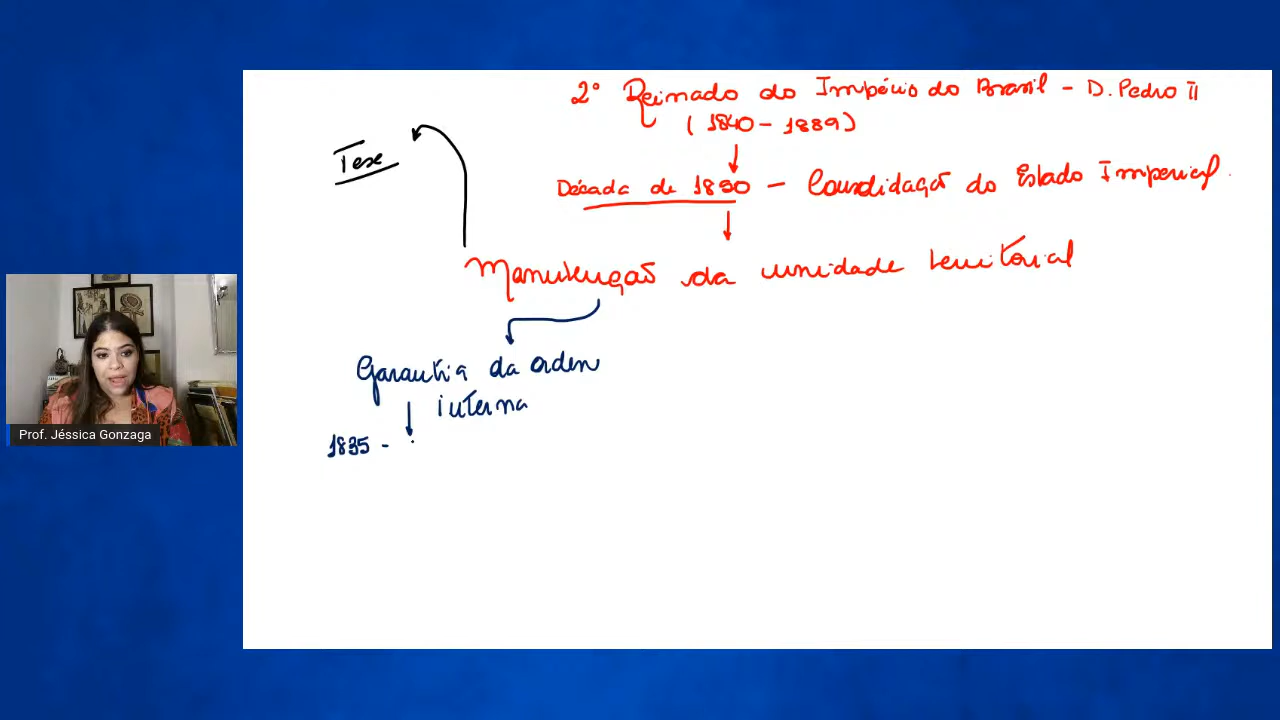 2º Reinado do Império do Brasil - D. Pedro II
(1840 - 1889)
Tese
Década de 1850 - Consolidação do Estado Imperial.
Manutenção da unidade territorial
Garantia da ordem
interna
1835 -
Prof. Jéssica Gonzaga